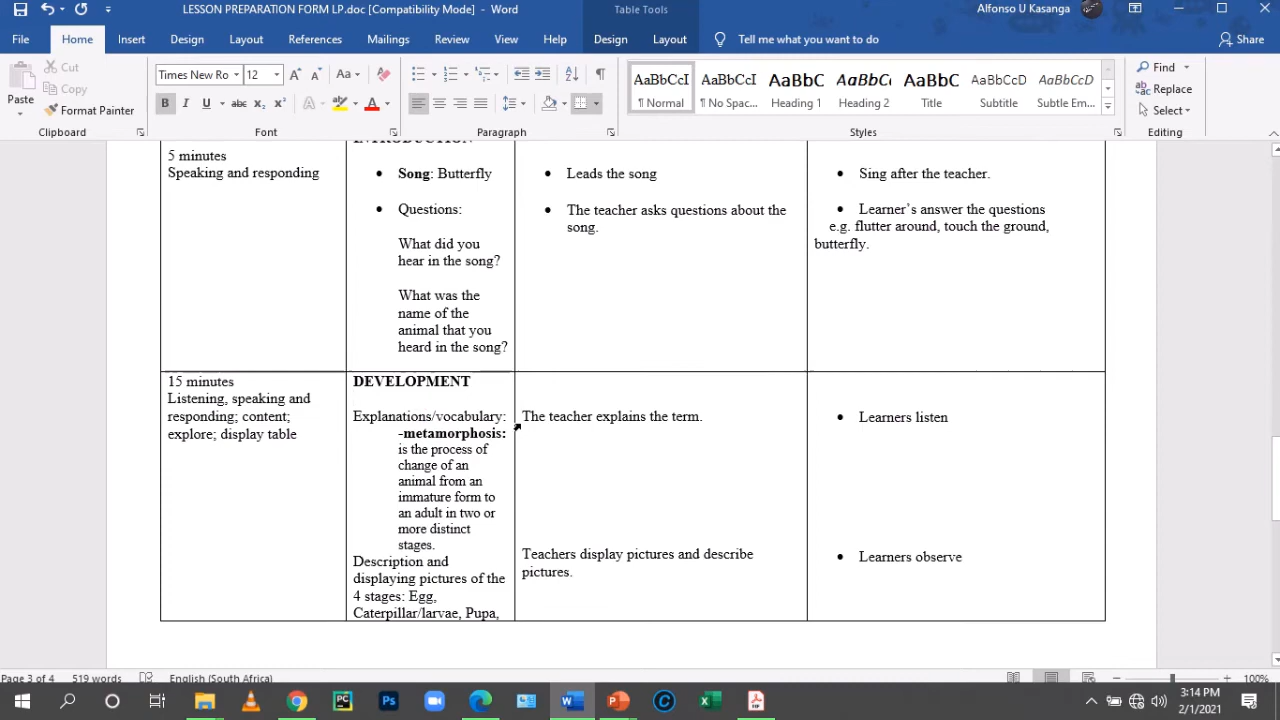 LESSON PREPARATION FORM LP.doc [Compatibility Mode] - Word
Table Tools
Alfonso U Kasanga
File Home Insert Design Layout References Mailings Review View Help Design Layout Tell me what you want to do Share
Paste
Cut
Copy
Format Painter
Times New Ro 12
AaBbCcI AaBbCcI AaBbC AaBbCc AaBbC AaBbCcI AaBbCcI
¶ Normal ¶ No Spac... Heading 1 Heading 2 Title Subtitle Subtle Em...
Find
Replace
Select
Clipboard Font Paragraph Styles Editing
INTRODUCTION
5 minutes
Speaking and responding
• Song: Butterfly
• Questions:
What did you
hear in the song?
What was the
name of the
animal that you
heard in the song?
• Leads the song
• The teacher asks questions about the
song.
• Sing after the teacher.
• Learner’s answer the questions
e.g. flutter around, touch the ground,
butterfly.
15 minutes
Listening, speaking and
responding; content;
explore; display table
DEVELOPMENT
Explanations/vocabulary:
-metamorphosis:
is the process of
change of an
animal from an
immature form to
an adult in two or
more distinct
stages.
Description and
displaying pictures of the
4 stages: Egg,
Caterpillar/larvae, Pupa,
The teacher explains the term.
Teachers display pictures and describe
pictures.
• Learners listen
• Learners observe
Page 3 of 4 519 words English (South Africa) 100%
3:14 PM
2/1/2021